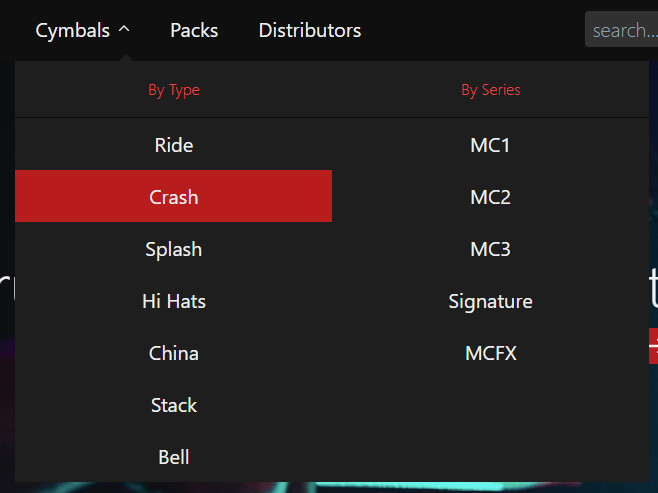 Cymbals Packs Distributors search...
By Type By Series
Ride MC1
Crash MC2
Splash MC3
Hi Hats Signature
China MCFX
Stack
Bell